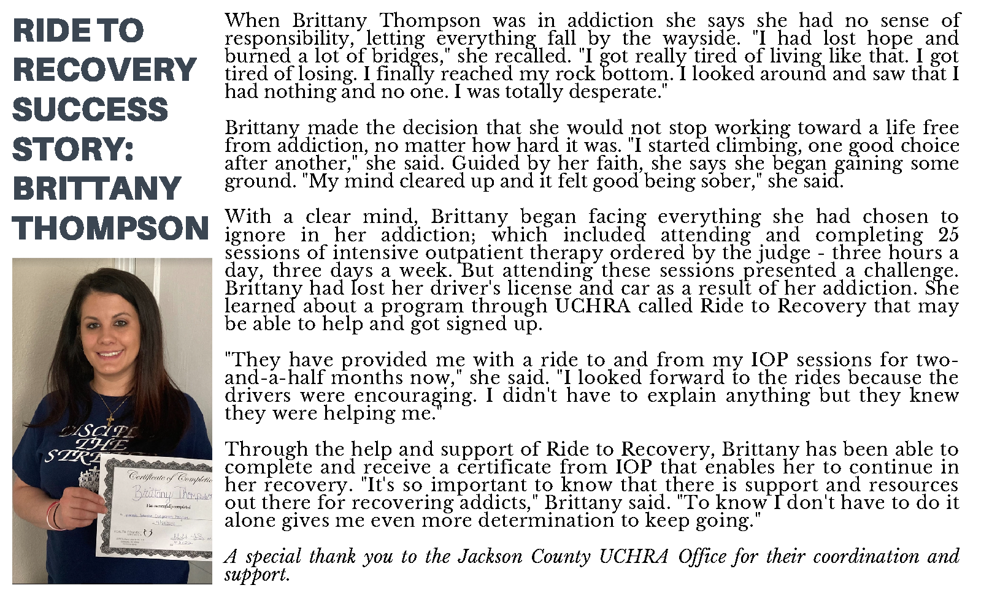 RIDE TO
RECOVERY
SUCCESS
STORY:
BRITTANY
THOMPSON
When Brittany Thompson was in addiction she says she had no sense of
responsibility, letting everything fall by the wayside. "I had lost hope and
burned a lot of bridges," she recalled. "I got really tired of living like that. I got
tired of losing. I finally reached my rock bottom. I looked around and saw that I
had nothing and no one. I was totally desperate."
Brittany made the decision that she would not stop working toward a life free
from addiction, no matter how hard it was. "I started climbing, one good choice
after another," she said. Guided by her faith, she says she began gaining some
ground. "My mind cleared up and it felt good being sober," she said.
With a clear mind, Brittany began facing everything she had chosen to
ignore in her addiction; which included attending and completing 25
sessions of intensive outpatient therapy ordered by the judge - three hours a
day, three days a week. But attending these sessions presented a challenge.
Brittany had lost her driver's license and car as a result of her addiction. She
learned about a program through UCHRA called Ride to Recovery that may
be able to help and got signed up.
"They have provided me with a ride to and from my IOP sessions for two-
and-a-half months now," she said. "I looked forward to the rides because the
drivers were encouraging. I didn't have to explain anything but they knew
they were helping me."
Through the help and support of Ride to Recovery, Brittany has been able to
complete and receive a certificate from IOP that enables her to continue in
her recovery. "It's so important to know that there is support and resources
out there for recovering addicts," Brittany said. "To know I don't have to do it
alone gives me even more determination to keep going."
A special thank you to the Jackson County UCHRA Office for their coordination and
support.
THE
Certificate of
Brittany Thompson
Has successfully completed
HEALTH CONNECT
AMERICA